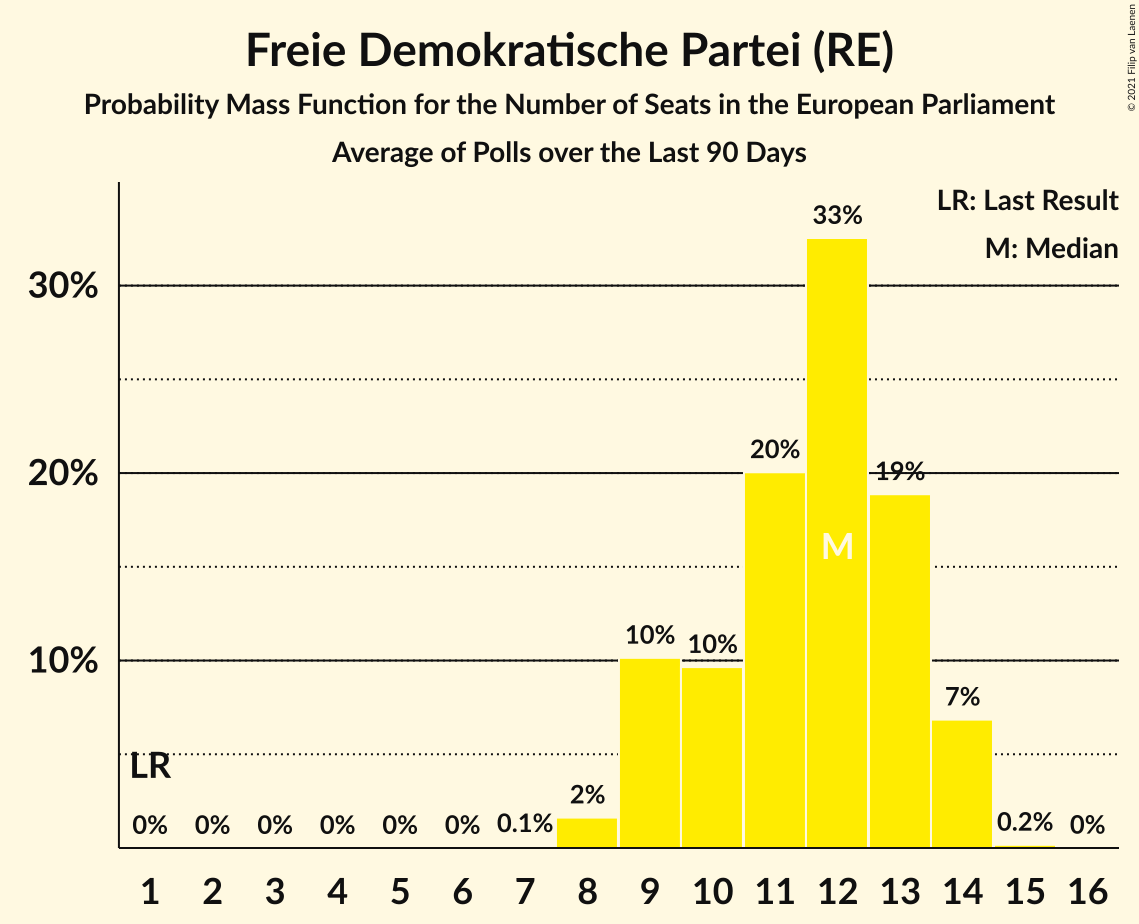 Freie Demokratische Partei (RE)
Probability Mass Function for the Number of Seats in the European Parliament
Average of Polls over the Last 90 Days
© 2021 Filip van Laenen
LR: Last Result
M: Median
33%
30%
20%
20%
19%
M
10%
10%
10%
7%
LR
2%
0% 0% 0% 0% 0% 0% 0.1% 0.2% 0%
1 2 3 4 5 6 7 8 9 10 11 12 13 14 15 16